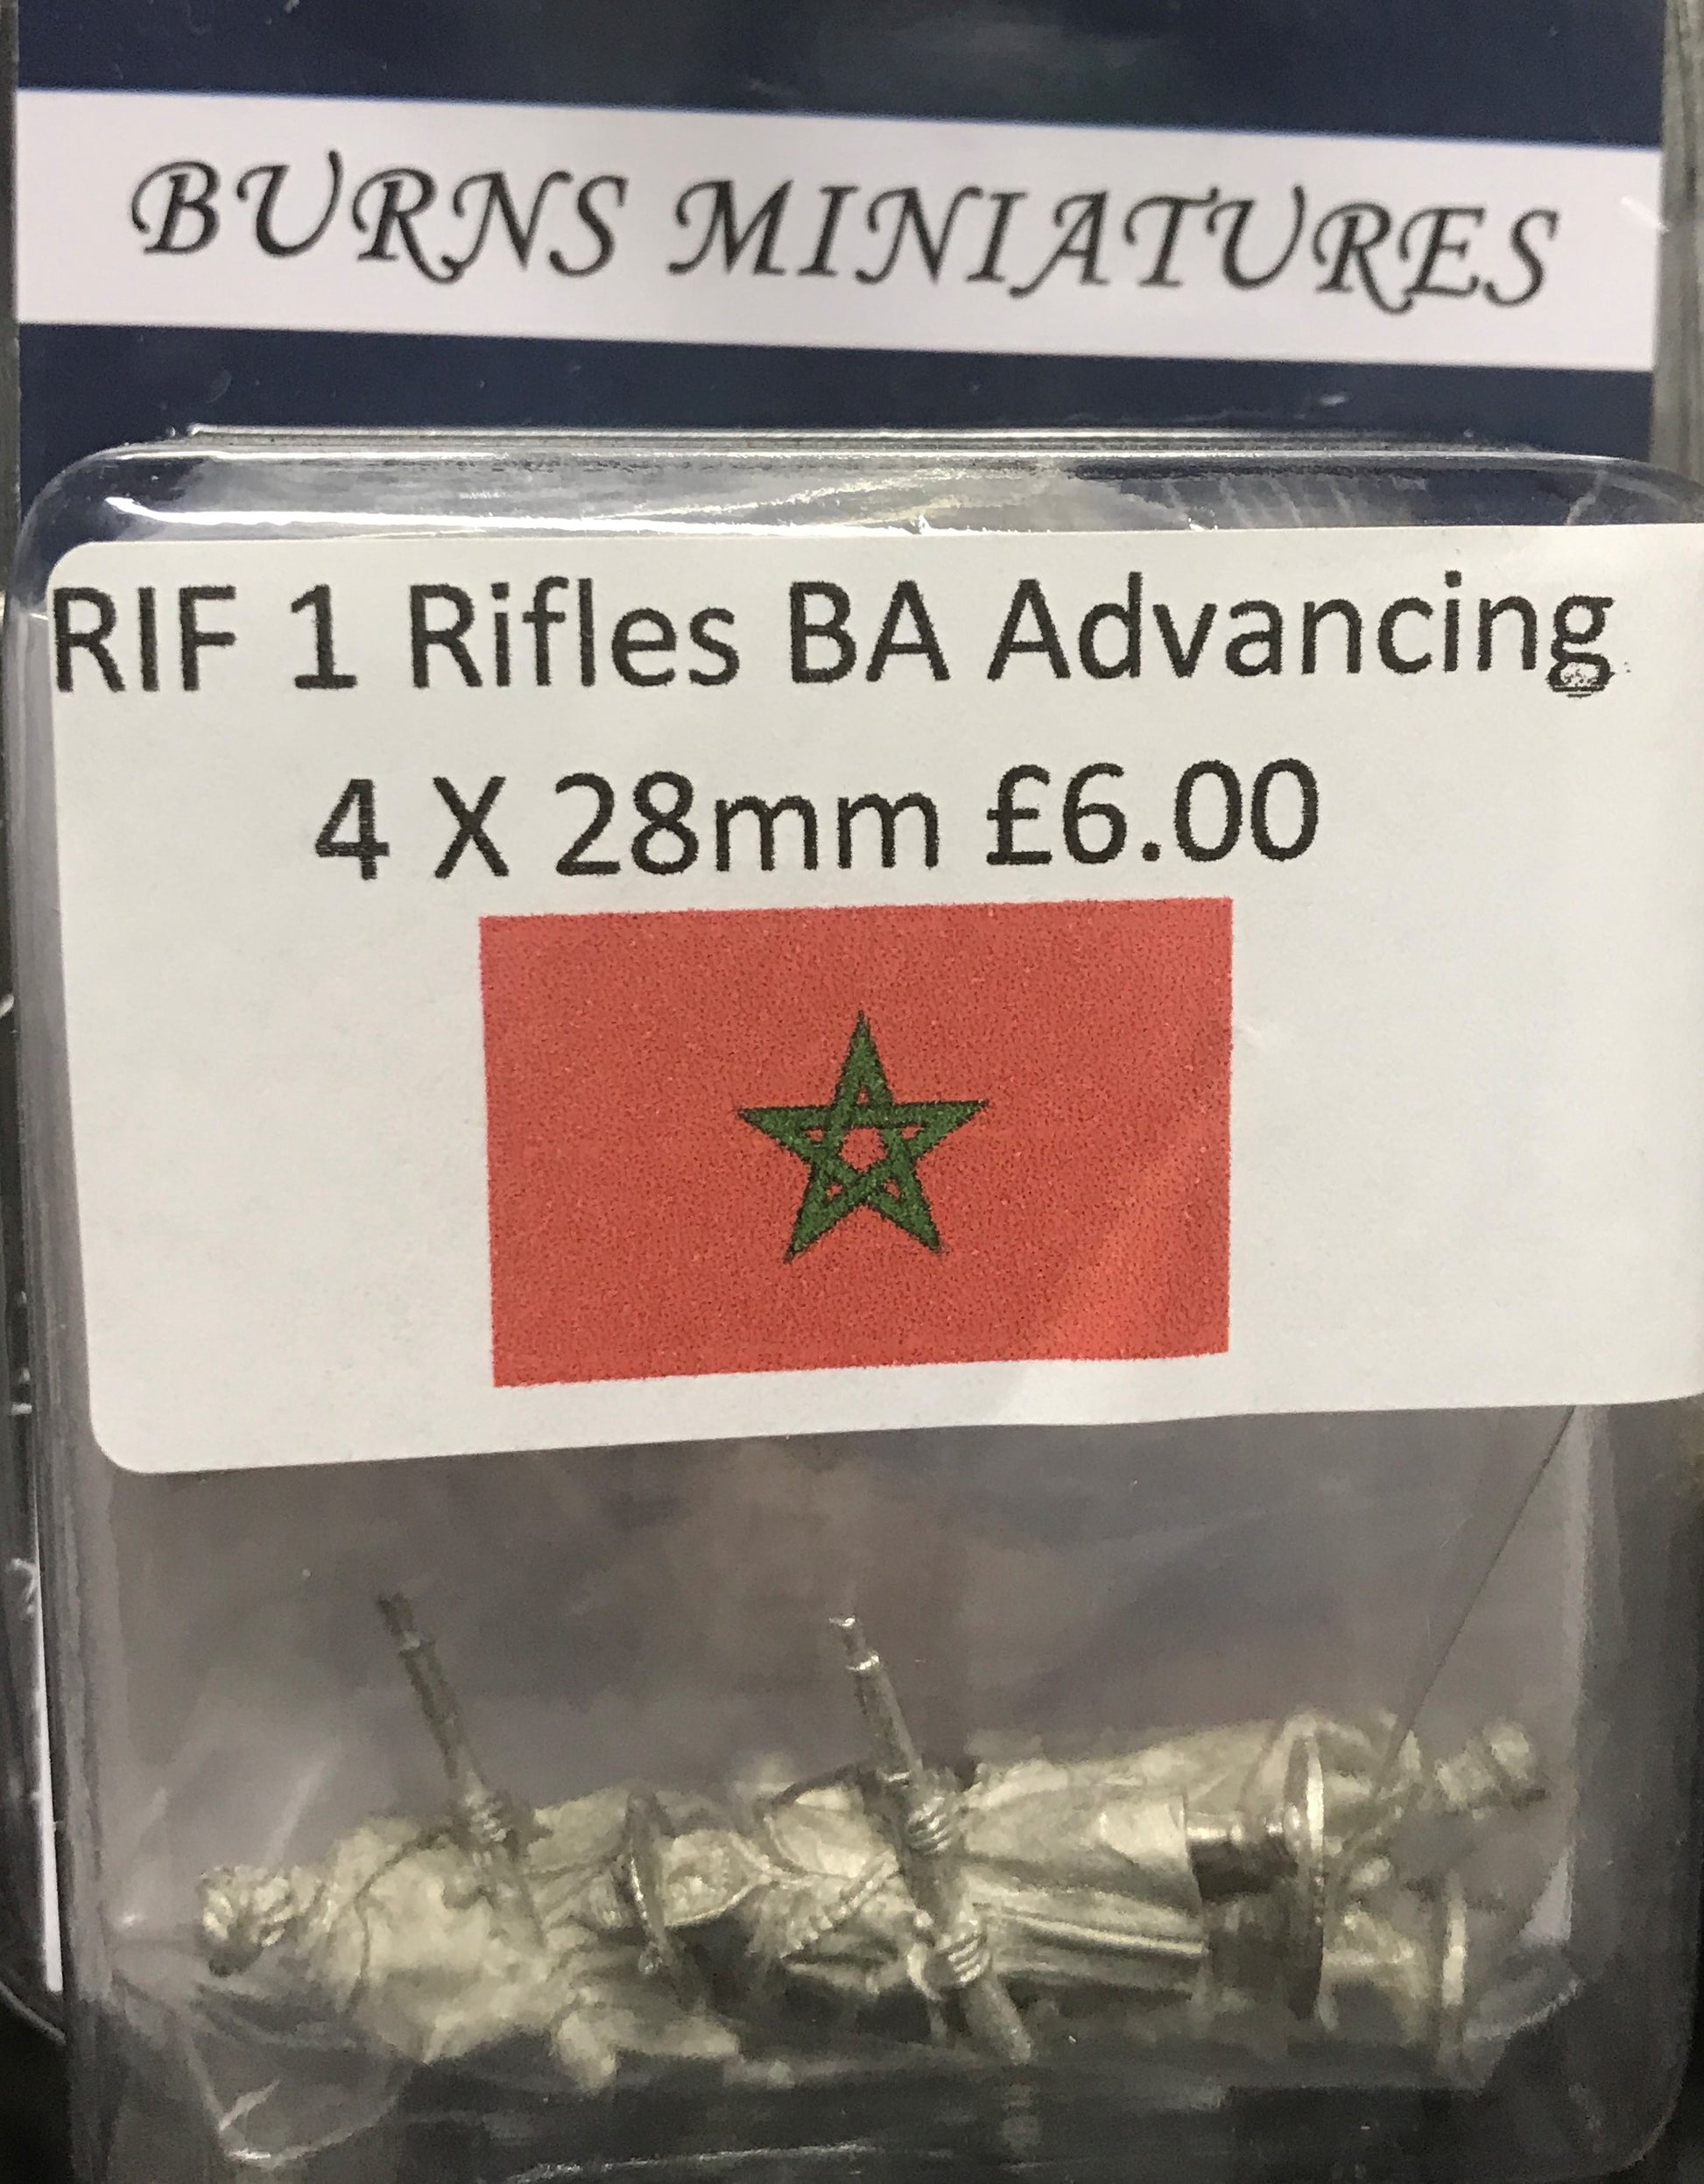 BURNS MINIATURES
RIF 1 Rifles BA Advancing
4 X 28mm £6.00